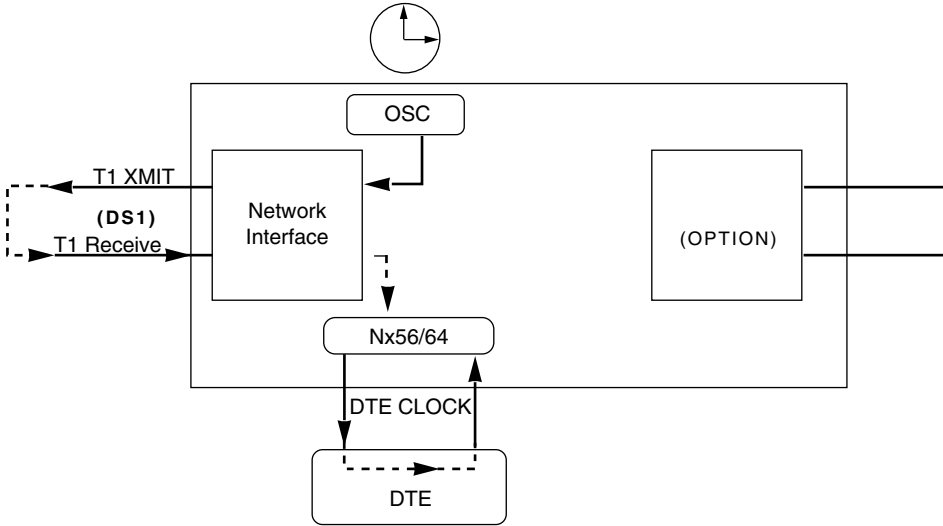 OSC
T1 XMIT
(DS1)
T1 Receive
Network
Interface
(OPTION)
Nx56/64
DTE CLOCK
DTE